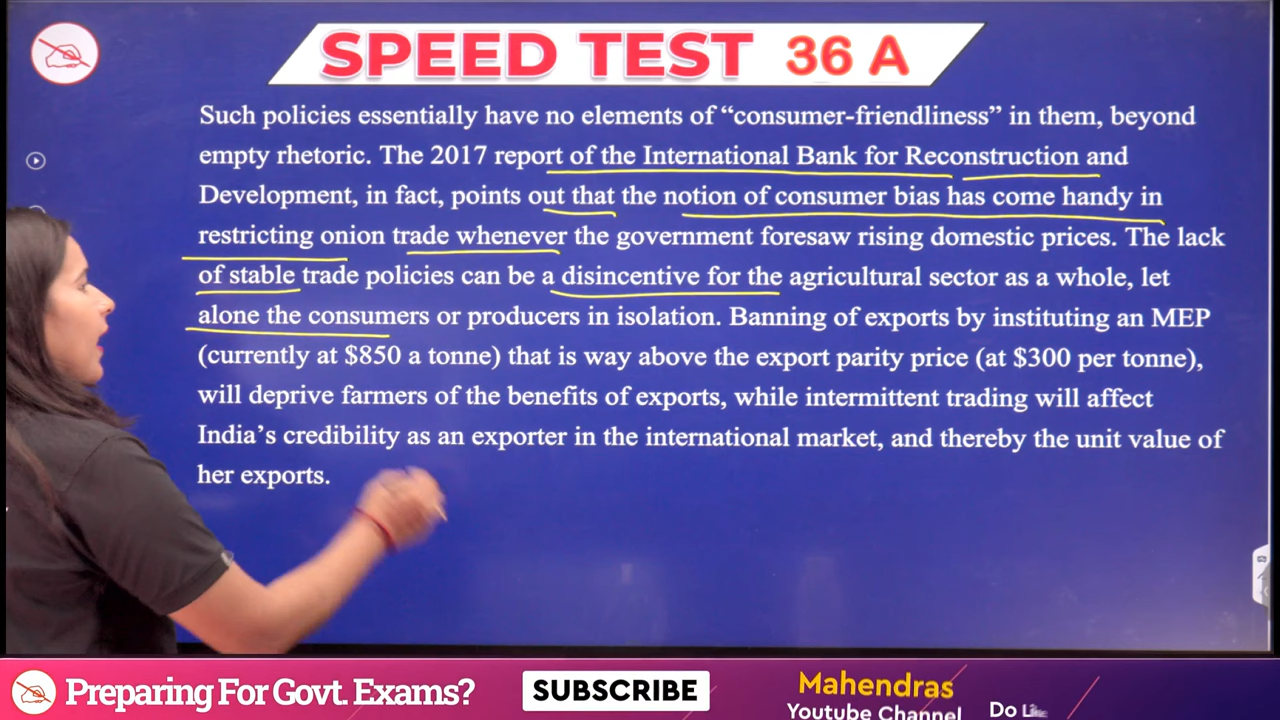 SPEED TEST 36 A
Such policies essentially have no elements of “consumer-friendliness” in them, beyond
empty rhetoric. The 2017 report of the International Bank for Reconstruction and
Development, in fact, points out that the notion of consumer bias has come handy in
restricting onion trade whenever the government foresaw rising domestic prices. The lack
of stable trade policies can be a disincentive for the agricultural sector as a whole, let
alone the consumers or producers in isolation. Banning of exports by instituting an MEP
(currently at $850 a tonne) that is way above the export parity price (at $300 per tonne),
will deprive farmers of the benefits of exports, while intermittent trading will affect
India’s credibility as an exporter in the international market, and thereby the unit value of
her exports.
Preparing For Govt. Exams?
SUBSCRIBE
Mahendras
Youtube Channel
Do